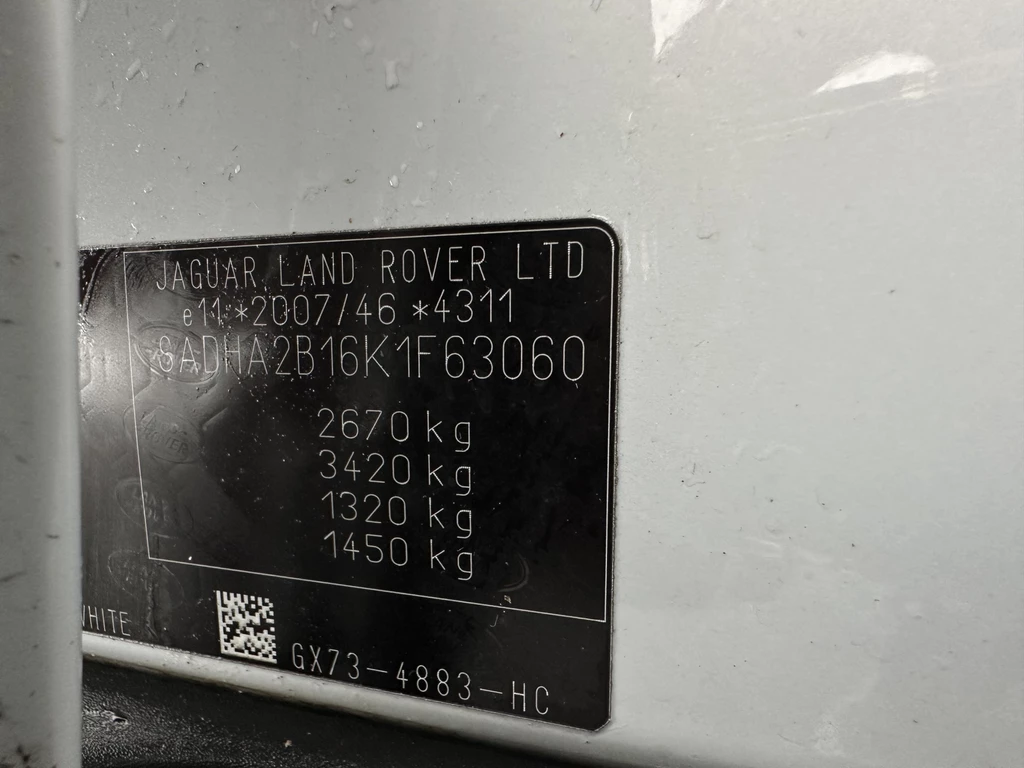 JAGUAR LAND ROVER LTD
e11*2007/46*4311
SADHA2B16K1F63060
2670 kg
3420 kg
1320 kg
1450 kg
WHITE
GX73-4883-HC